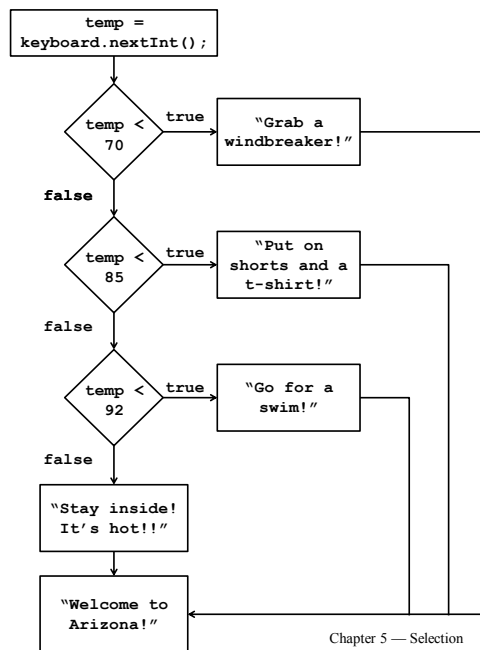 temp =
keyboard.nextInt();
temp <
70
true
“Grab a
windbreaker!”
false
temp <
85
true
“Put on
shorts and a
t-shirt!”
false
temp <
92
true
“Go for a
swim!”
false
“Stay inside!
It’s hot!!”
“Welcome to
Arizona!”
Chapter 5 — Selection